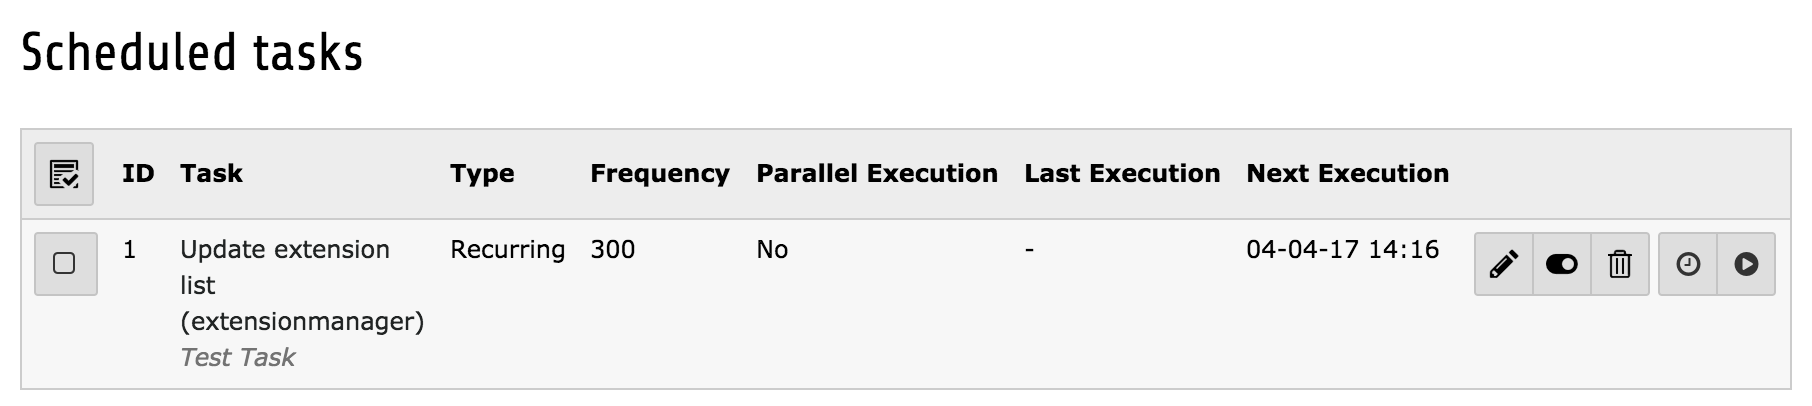 Scheduled tasks
ID Task Type Frequency Parallel Execution Last Execution Next Execution
1 Update extension Recurring 300 No - 04-04-17 14:16
list
(extensionmanager)
Test Task